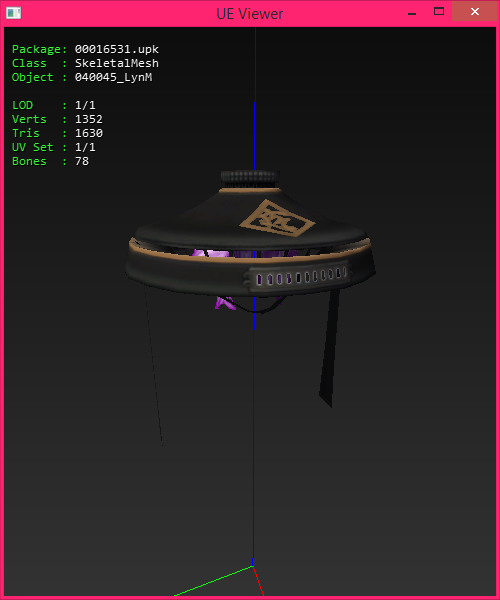 UE Viewer
Package: 00016531.upk
Class : SkeletalMesh
Object : 040045_LynM
LOD : 1/1
Verts : 1352
Tris : 1630
UV Set : 1/1
Bones : 78